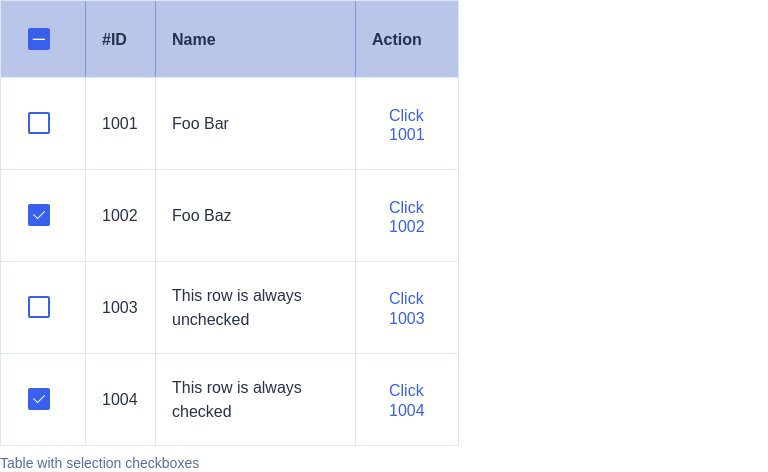 #ID Name Action
1001 Foo Bar Click
1001
1002 Foo Baz Click
1002
1003 This row is always
unchecked Click
1003
1004 This row is always
checked Click
1004
Table with selection checkboxes